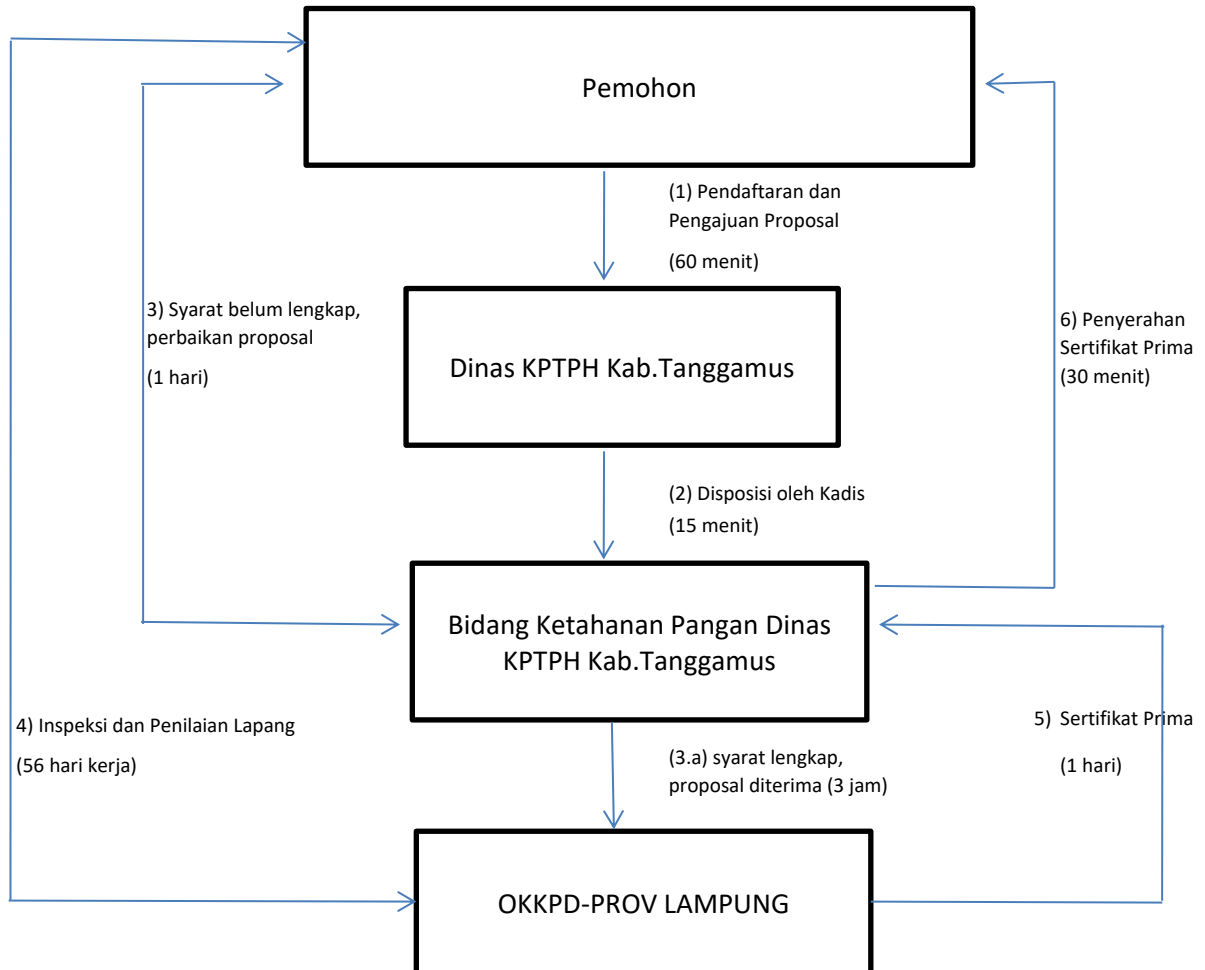 Pemohon
(1) Pendaftaran dan
Pengajuan Proposal
(60 menit)
3) Syarat belum lengkap,
perbaikan proposal
(1 hari)
6) Penyerahan
Sertifikat Prima
(30 menit)
Dinas KPTPH Kab.Tanggamus
(2) Disposisi oleh Kadis
(15 menit)
Bidang Ketahanan Pangan Dinas
KPTPH Kab.Tanggamus
4) Inspeksi dan Penilaian Lapang
(56 hari kerja)
5) Sertifikat Prima
(1 hari)
(3.a) syarat lengkap,
proposal diterima (3 jam)
OKKPD-PROV LAMPUNG